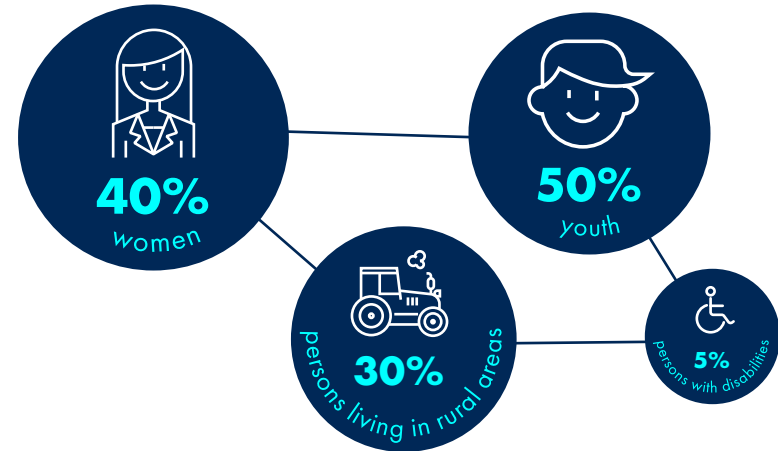 40%
women
50%
youth
30%
persons living in rural areas
5%
persons with disabilities